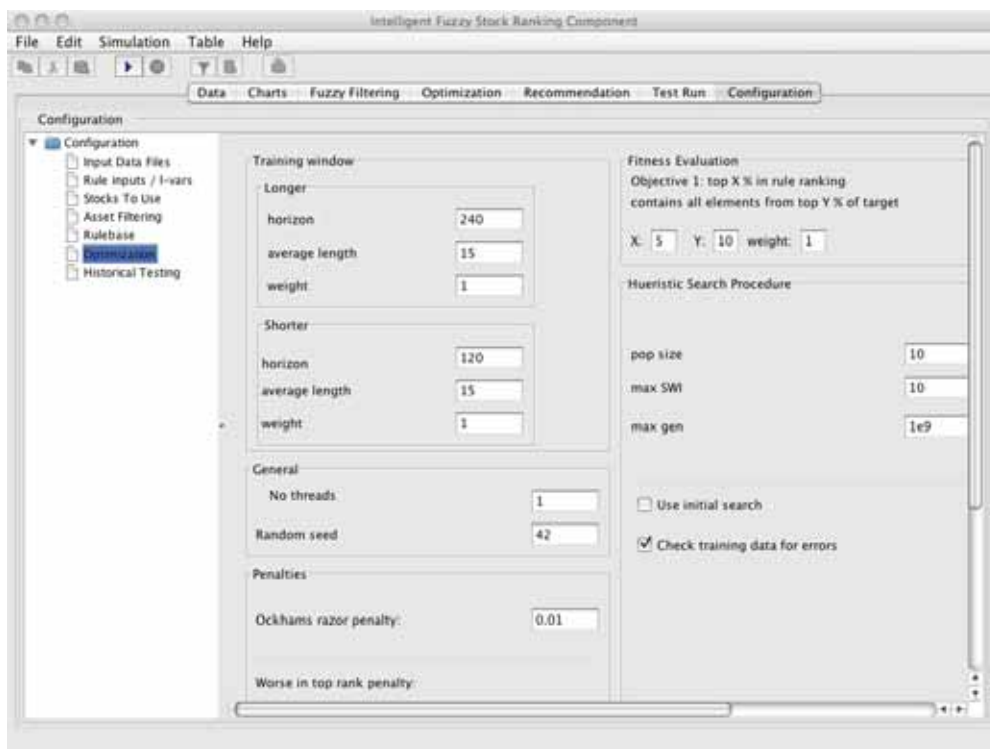 Intelligent Fuzzy Stock Ranking Component
File Edit Simulation Table Help
Data Charts Fuzzy Filtering Optimization Recommendation Test Run Configuration
Configuration
Configuration
Input Data Files
Rule inputs / I-vars
Stocks To Use
Asset Filtering
Rulebase
Optimization
Historical Testing
Training window
Longer
horizon 240
average length 15
weight 1
Shorter
horizon 120
average length 15
weight 1
General
No threads 1
Random seed 42
Penalties
Ockhams razor penalty: 0.01
Worse in top rank penalty:
Fitness Evaluation
Objective 1: top X % in rule ranking
contains all elements from top Y % of target
X: 5 Y: 10 weight: 1
Hueristic Search Procedure
pop size 10
max SWI 10
max gen 1e9
Use initial search
Check training data for errors